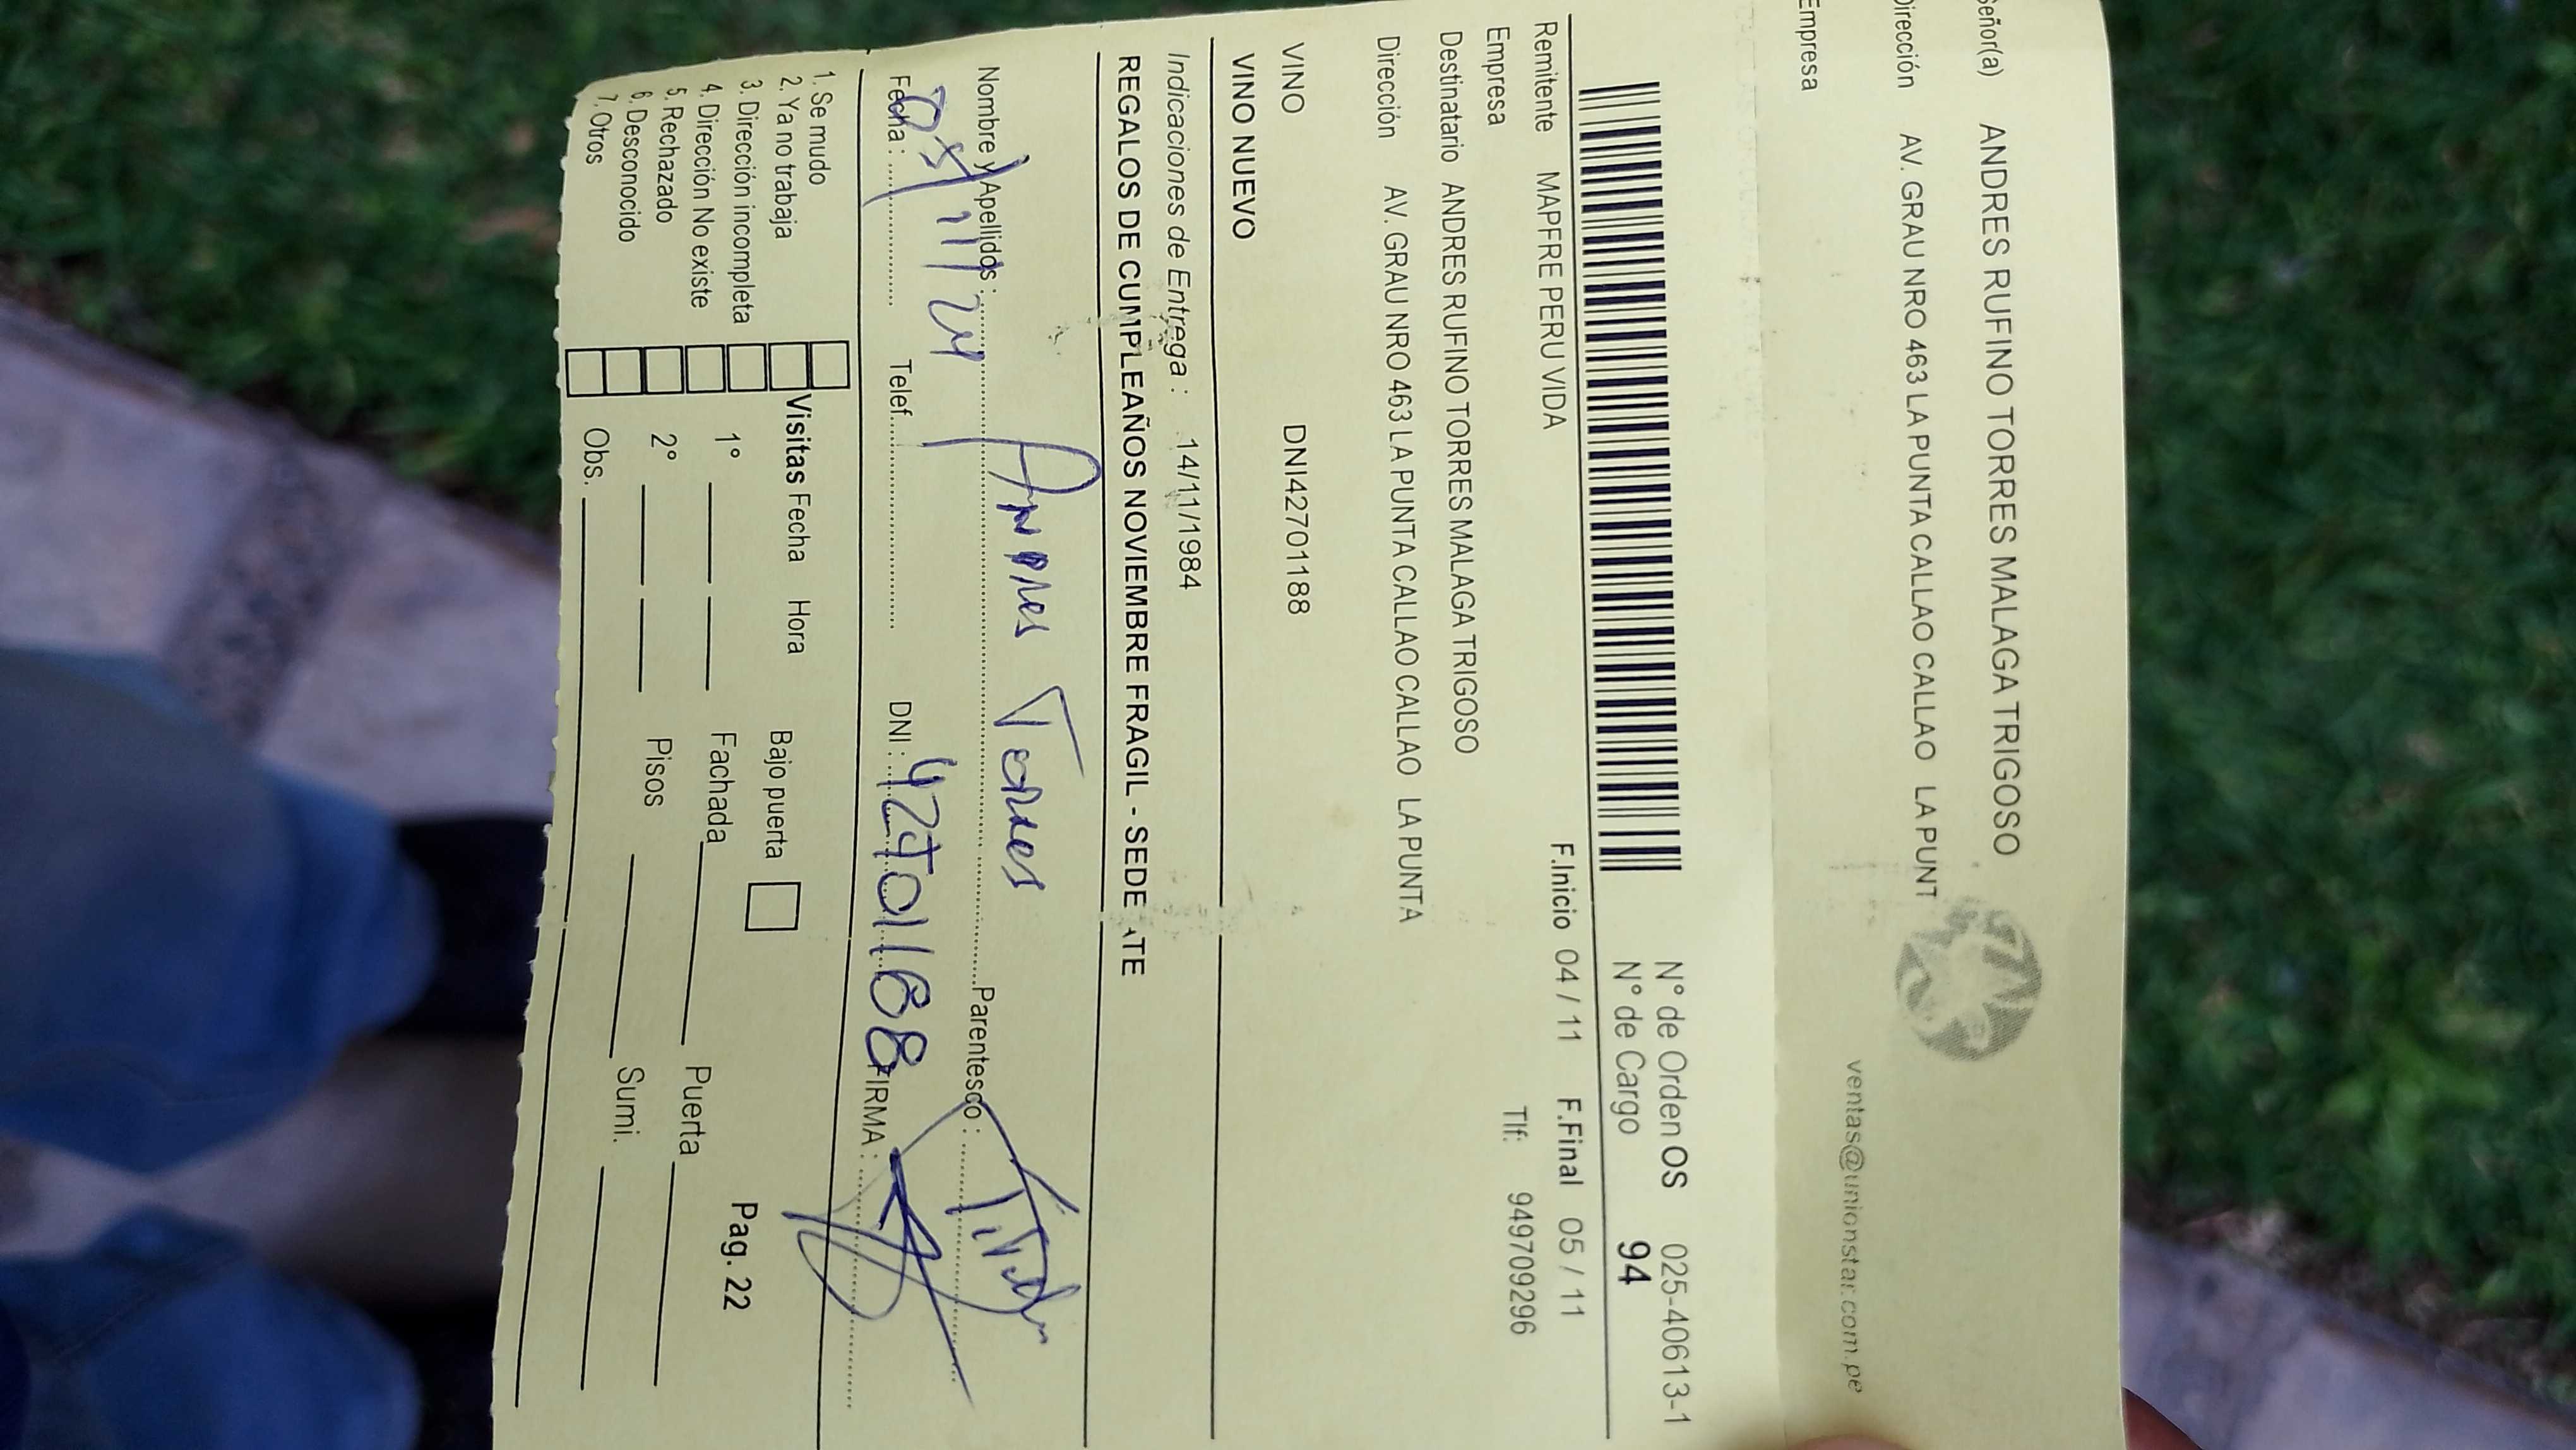 Señor(a) ANDRES RUFINO TORRES MALAGA TRIGOSO
Dirección AV. GRAU NRO 463 LA PUNTA CALLAO CALLAO LA PUNT
Empresa
ventas@unionstar.com.pe
N° de Orden OS 025-40613-1
N° de Cargo 94
Remitente MAPFRE PERU VIDA F.Inicio 04 / 11 F.Final 05 / 11
Empresa Tlf: 949709296
Destinatario ANDRES RUFINO TORRES MALAGA TRIGOSO
Dirección AV. GRAU NRO 463 LA PUNTA CALLAO CALLAO LA PUNTA
VINO DNI42701188
VINO NUEVO
Indicaciones de Entrega : 14/11/1984
REGALOS DE CUMPLEAÑOS NOVIEMBRE FRAGIL - SEDE ATE
Nombre y Apellidos : Andres Torres Parentesco : Titular
Fecha : 05/11/24 Telef. DNI : 42701188 FIRMA :
1. Se mudo
2. Ya no trabaja
3. Dirección incompleta
4. Dirección No existe
5. Rechazado
6. Desconocido
7. Otros
Visitas Fecha Hora
1°
2°
Obs.
Bajo puerta
Fachada Puerta
Pisos Sumi.
Pag. 22